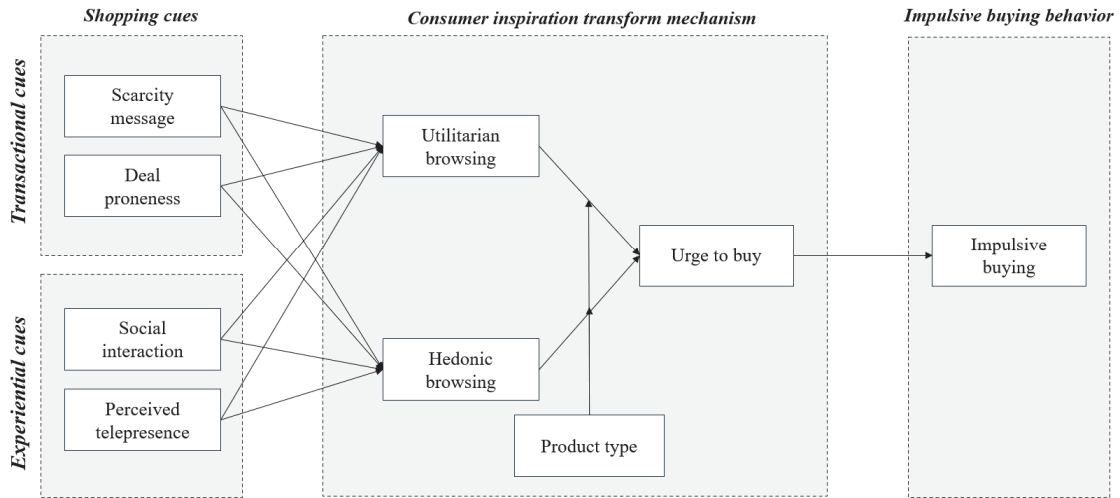 Shopping cues
Consumer inspiration transform mechanism
Impulsive buying behavior
Transactional cues
Scarcity
message
Deal
proneness
Experiential cues
Social
interaction
Perceived
telepresence
Utilitarian
browsing
Hedonic
browsing
Product type
Urge to buy
Impulsive
buying